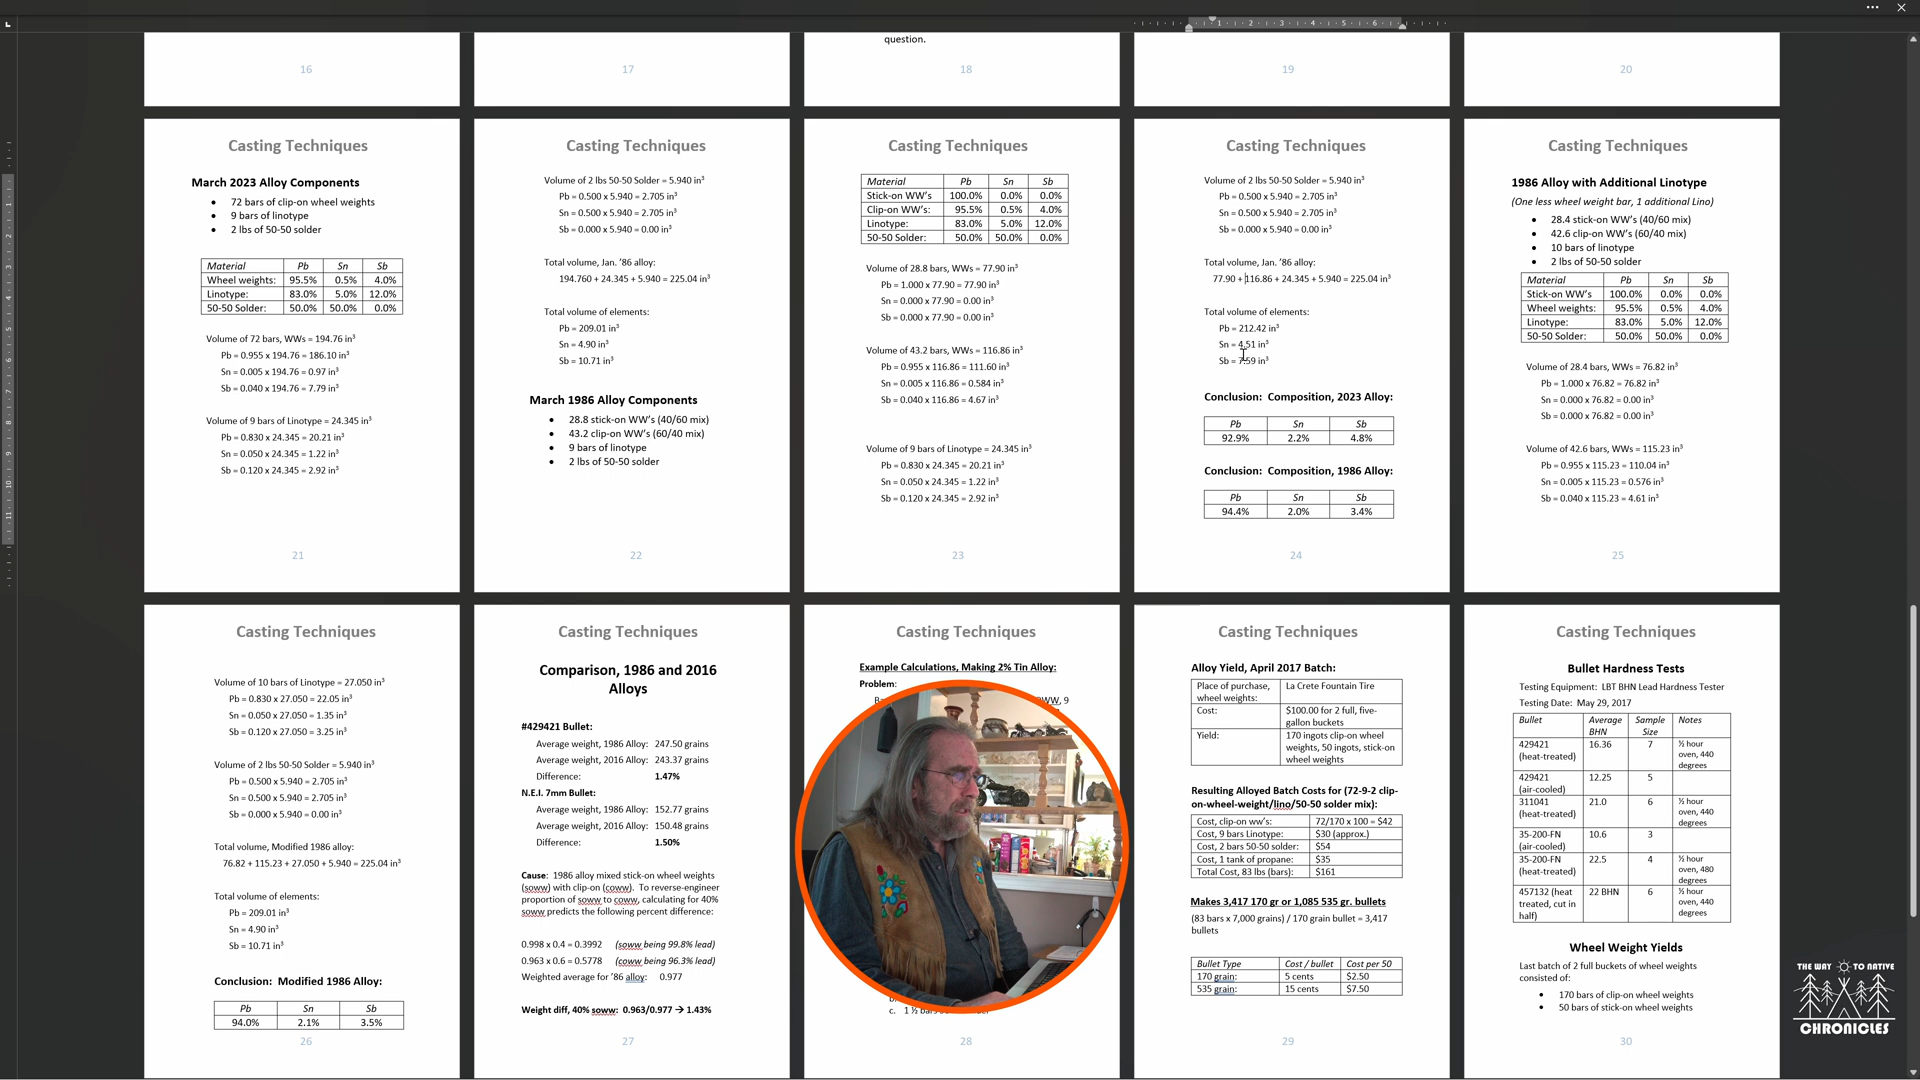 question.
16
17
18
19
20
Casting Techniques
March 2023 Alloy Components
• 72 bars of clip-on wheel weights
• 9 bars of linotype
• 2 lbs of 50-50 solder
Material Pb Sn Sb
Wheel weights: 95.5% 0.5% 4.0%
Linotype: 83.0% 5.0% 12.0%
50-50 Solder: 50.0% 50.0% 0.0%
Volume of 72 bars, WWs = 194.76 in³
Pb = 0.955 x 194.76 = 186.10 in³
Sn = 0.005 x 194.76 = 0.97 in³
Sb = 0.040 x 194.76 = 7.79 in³
Volume of 9 bars of Linotype = 24.345 in³
Pb = 0.830 x 24.345 = 20.21 in³
Sn = 0.050 x 24.345 = 1.22 in³
Sb = 0.120 x 24.345 = 2.92 in³
21
Casting Techniques
Volume of 2 lbs 50-50 Solder = 5.940 in³
Pb = 0.500 x 5.940 = 2.705 in³
Sn = 0.500 x 5.940 = 2.705 in³
Sb = 0.000 x 5.940 = 0.00 in³
Total volume, Jan. '86 alloy:
194.760 + 24.345 + 5.940 = 225.04 in³
Total volume of elements:
Pb = 209.01 in³
Sn = 4.90 in³
Sb = 10.71 in³
March 1986 Alloy Components
• 28.8 stick-on WW's (40/60 mix)
• 43.2 clip-on WW's (60/40 mix)
• 9 bars of linotype
• 2 lbs of 50-50 solder
22
Casting Techniques
Material Pb Sn Sb
Stick-on WW's 100.0% 0.0% 0.0%
Clip-on WW's: 95.5% 0.5% 4.0%
Linotype: 83.0% 5.0% 12.0%
50-50 Solder: 50.0% 50.0% 0.0%
Volume of 28.8 bars, WWs = 77.90 in³
Pb = 1.000 x 77.90 = 77.90 in³
Sn = 0.000 x 77.90 = 0.00 in³
Sb = 0.000 x 77.90 = 0.00 in³
Volume of 43.2 bars, WWs = 116.86 in³
Pb = 0.955 x 116.86 = 111.60 in³
Sn = 0.005 x 116.86 = 0.584 in³
Sb = 0.040 x 116.86 = 4.67 in³
Volume of 9 bars of Linotype = 24.345 in³
Pb = 0.830 x 24.345 = 20.21 in³
Sn = 0.050 x 24.345 = 1.22 in³
Sb = 0.120 x 24.345 = 2.92 in³
23
Casting Techniques
Volume of 2 lbs 50-50 Solder = 5.940 in³
Pb = 0.500 x 5.940 = 2.705 in³
Sn = 0.500 x 5.940 = 2.705 in³
Sb = 0.000 x 5.940 = 0.00 in³
Total volume, Jan. '86 alloy:
77.90 + 116.86 + 24.345 + 5.940 = 225.04 in³
Total volume of elements:
Pb = 212.42 in³
Sn = 4.51 in³
Sb = 7.59 in³
Conclusion: Composition, 2023 Alloy:
Pb Sn Sb
92.9% 2.2% 4.8%
Conclusion: Composition, 1986 Alloy:
Pb Sn Sb
94.4% 2.0% 3.4%
24
Casting Techniques
1986 Alloy with Additional Linotype
(One less wheel weight bar, 1 additional Lino)
• 28.4 stick-on WW's (40/60 mix)
• 42.6 clip-on WW's (60/40 mix)
• 10 bars of linotype
• 2 lbs of 50-50 solder
Material Pb Sn Sb
Stick-on WW's 100.0% 0.0% 0.0%
Wheel weights: 95.5% 0.5% 4.0%
Linotype: 83.0% 5.0% 12.0%
50-50 Solder: 50.0% 50.0% 0.0%
Volume of 28.4 bars, WWs = 76.82 in³
Pb = 1.000 x 76.82 = 76.82 in³
Sn = 0.000 x 76.82 = 0.00 in³
Sb = 0.000 x 76.82 = 0.00 in³
Volume of 42.6 bars, WWs = 115.23 in³
Pb = 0.955 x 115.23 = 110.04 in³
Sn = 0.005 x 115.23 = 0.576 in³
Sb = 0.040 x 115.23 = 4.61 in³
25
Casting Techniques
Volume of 10 bars of Linotype = 27.050 in³
Pb = 0.830 x 27.050 = 22.05 in³
Sn = 0.050 x 27.050 = 1.35 in³
Sb = 0.120 x 27.050 = 3.25 in³
Volume of 2 lbs 50-50 Solder = 5.940 in³
Pb = 0.500 x 5.940 = 2.705 in³
Sn = 0.500 x 5.940 = 2.705 in³
Sb = 0.000 x 5.940 = 0.00 in³
Total volume, Modified 1986 alloy:
76.82 + 115.23 + 27.050 + 5.940 = 225.04 in³
Total volume of elements:
Pb = 209.01 in³
Sn = 4.90 in³
Sb = 10.71 in³
Conclusion: Modified 1986 Alloy:
Pb Sn Sb
94.0% 2.1% 3.5%
26
Casting Techniques
Comparison, 1986 and 2016
Alloys
#429421 Bullet:
Average weight, 1986 Alloy: 247.50 grains
Average weight, 2016 Alloy: 243.37 grains
Difference: 1.47%
N.E.I. 7mm Bullet:
Average weight, 1986 Alloy: 152.77 grains
Average weight, 2016 Alloy: 150.48 grains
Difference: 1.50%
Cause: 1986 alloy mixed stick-on wheel weights
(soww) with clip-on (coww). To reverse-engineer
proportion of soww to coww, calculating for 40%
soww predicts the following percent difference:
0.998 x 0.4 = 0.3992 (soww being 99.8% lead)
0.963 x 0.6 = 0.5778 (coww being 96.3% lead)
Weighted average for '86 alloy: 0.977
Weight diff, 40% soww: 0.963/0.977 → 1.43%
27
Casting Techniques
Example Calculations, Making 2% Tin Alloy:
Problem:
WW, 9
c. 1 ½
28
Casting Techniques
Alloy Yield, April 2017 Batch:
Place of purchase, wheel weights: La Crete Fountain Tire
Cost: $100.00 for 2 full, five-gallon buckets
Yield: 170 ingots clip-on wheel weights, 50 ingots, stick-on wheel weights
Resulting Alloyed Batch Costs for (72-9-2 clip-
on-wheel-weight/lino/50-50 solder mix):
Cost, clip-on ww's: 72/170 x 100 = $42
Cost, 9 bars Linotype: $30 (approx.)
Cost, 2 bars 50-50 solder: $54
Cost, 1 tank of propane: $35
Total Cost, 83 lbs (bars): $161
Makes 3,417 170 gr or 1,085 535 gr. bullets
(83 bars x 7,000 grains) / 170 grain bullet = 3,417
bullets
Bullet Type Cost / bullet Cost per 50
170 grain: 5 cents $2.50
535 grain: 15 cents $7.50
29
Casting Techniques
Bullet Hardness Tests
Testing Equipment: LBT BHN Lead Hardness Tester
Testing Date: May 29, 2017
Bullet Average BHN Sample Size Notes
429421 (heat-treated) 16.36 7 ½ hour oven, 440 degrees
429421 (air-cooled) 12.25 5
311041 (heat-treated) 21.0 6 ½ hour oven, 440 degrees
35-200-FN (air-cooled) 10.6 3
35-200-FN (heat-treated) 22.5 4 ½ hour oven, 480 degrees
457132 (heat treated, cut in half) 22 BHN 6 ½ hour oven, 440 degrees
Wheel Weight Yields
Last batch of 2 full buckets of wheel weights
consisted of:
• 170 bars of clip-on wheel weights
• 50 bars of stick-on wheel weights
30
THE WAY TO NATIVE
CHRONICLES